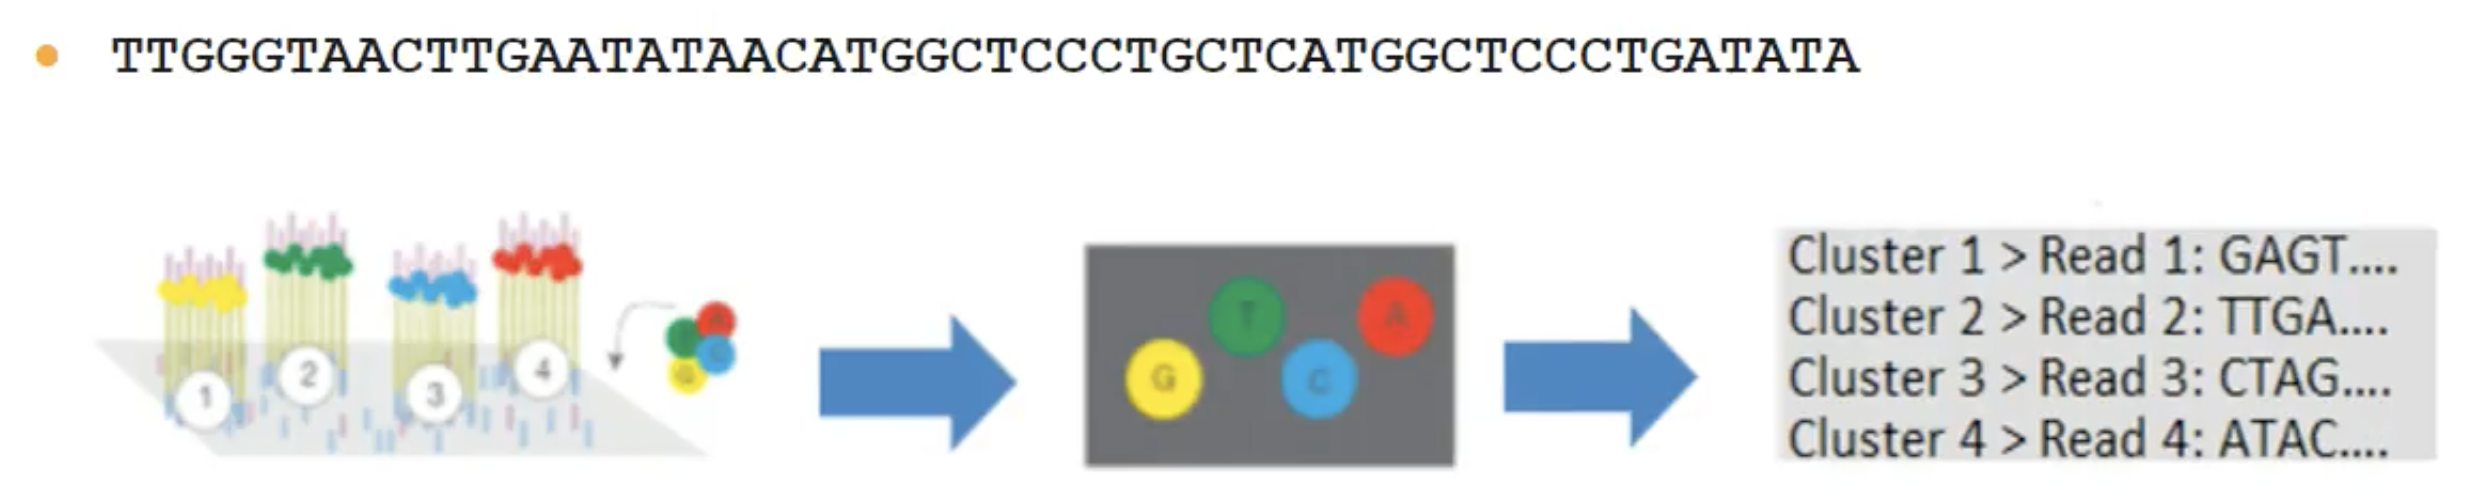 TTGGGTAACTTGAATATAACATGGCTCCCTGCTCATGGCTCCCTGATATA
1
2
3
4
A
C
G
T
A
G
C
Cluster 1 > Read 1: GAGT....
Cluster 2 > Read 2: TTGA....
Cluster 3 > Read 3: CTAG....
Cluster 4 > Read 4: ATAC....